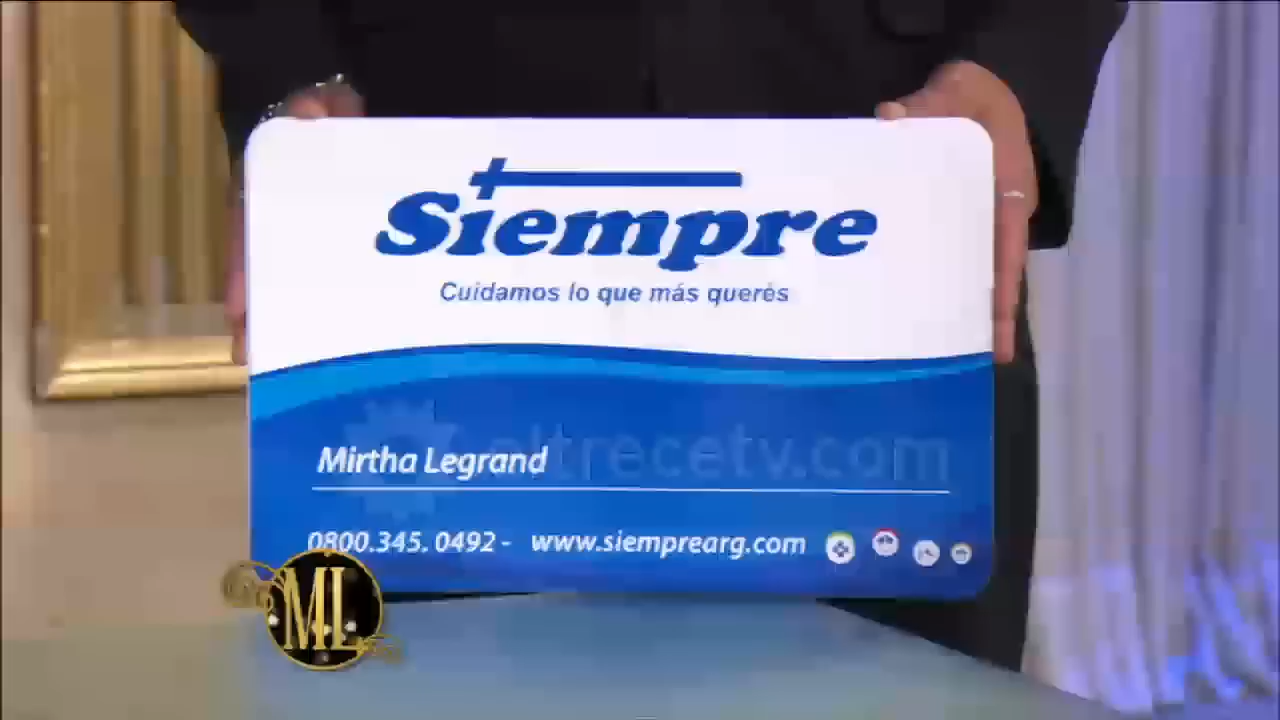 Siempre
Cuidamos lo que más querés
eltrecetv.com
Mirtha Legrand
0800.345.0492 - www.siemprearg.com
ML